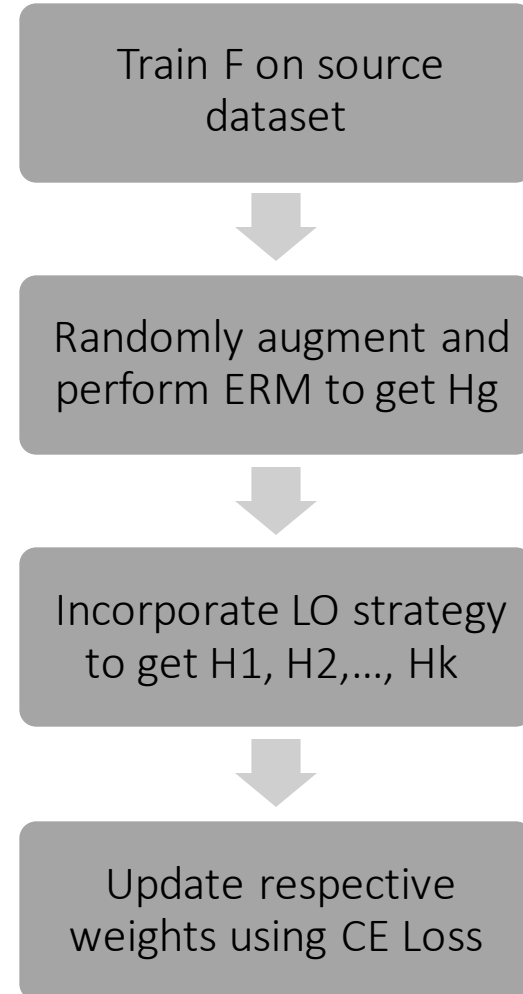 Train F on source
dataset
Randomly augment and
perform ERM to get Hg
Incorporate LO strategy
to get H1, H2,..., Hk
Update respective
weights using CE Loss